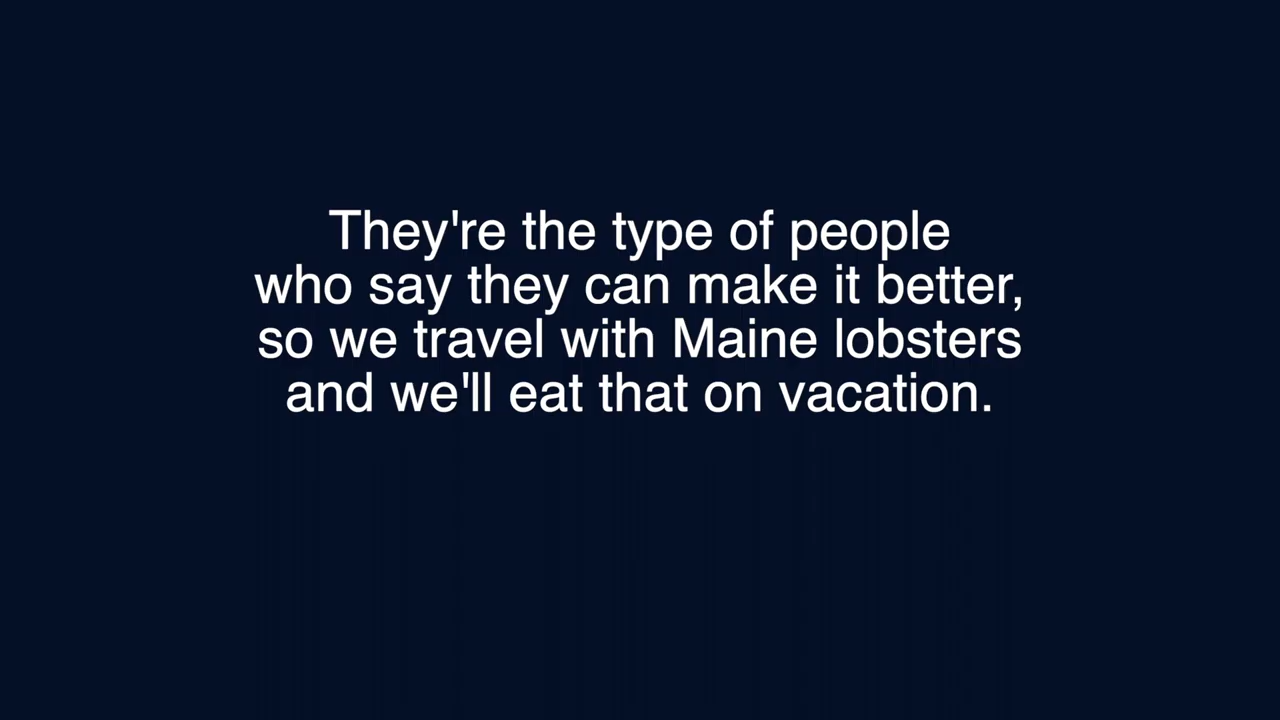 They're the type of people
who say they can make it better,
so we travel with Maine lobsters
and we'll eat that on vacation.